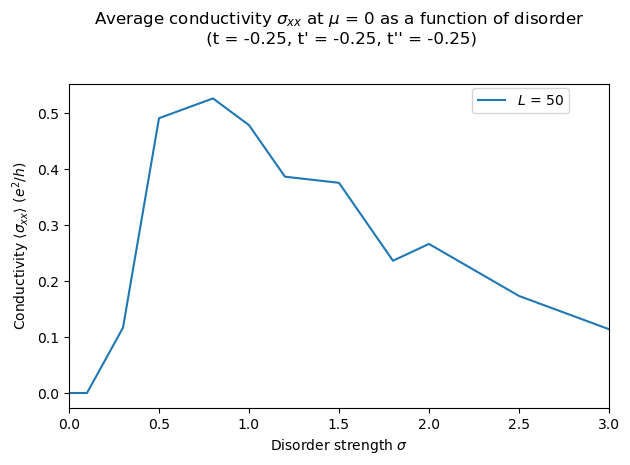 Average conductivity σxx at μ = 0 as a function of disorder
(t = -0.25, t' = -0.25, t'' = -0.25)
L = 50
Conductivity ⟨σxx⟩ (e²/h)
0.5
0.4
0.3
0.2
0.1
0.0
0.0 0.5 1.0 1.5 2.0 2.5 3.0
Disorder strength σ